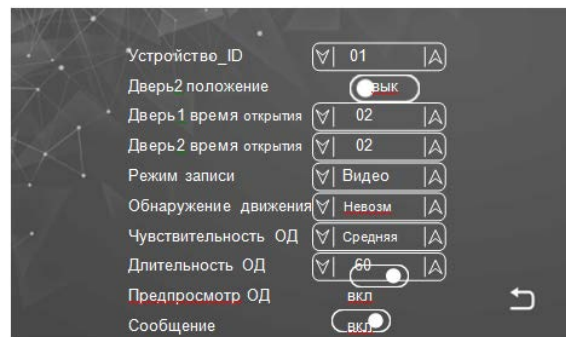 Устройство_ID 01
Дверь2 положение вык
Дверь1 время открытия 02
Дверь2 время открытия 02
Режим записи Видео
Обнаружение движения Невозм
Чувствительность ОД Средняя
Длительность ОД 60
Предпросмотр ОД вкл
Сообщение вкл